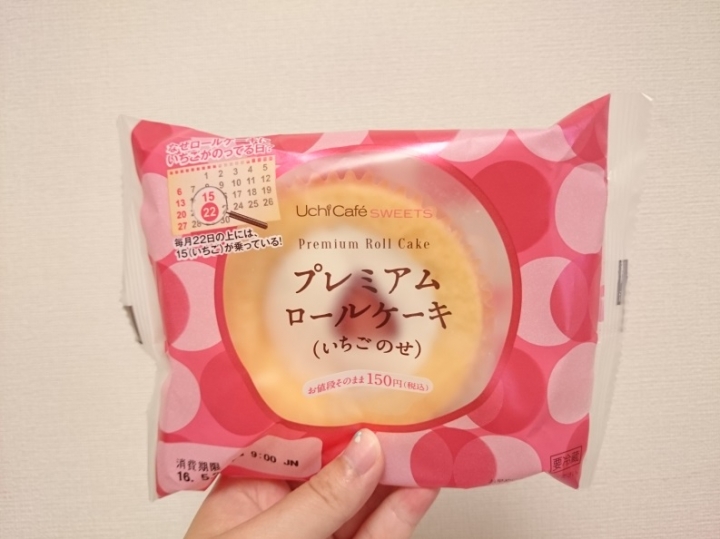 なぜロールケーキに
いちごがのってる日?
1 2 3 4 5
6 7 8 9 10 11 12
13 15 16 17 18 19
20 22 24 25 26
27 28 29 30
毎月22日の上には、
15(いちご)が乗っている!
Uchi Café SWEETS
Premium Roll Cake
プレミアム
ロールケーキ
(いちごのせ)
お値段そのまま150円(税込)
消費期限
16. 5.
9:00 JN
要冷蔵